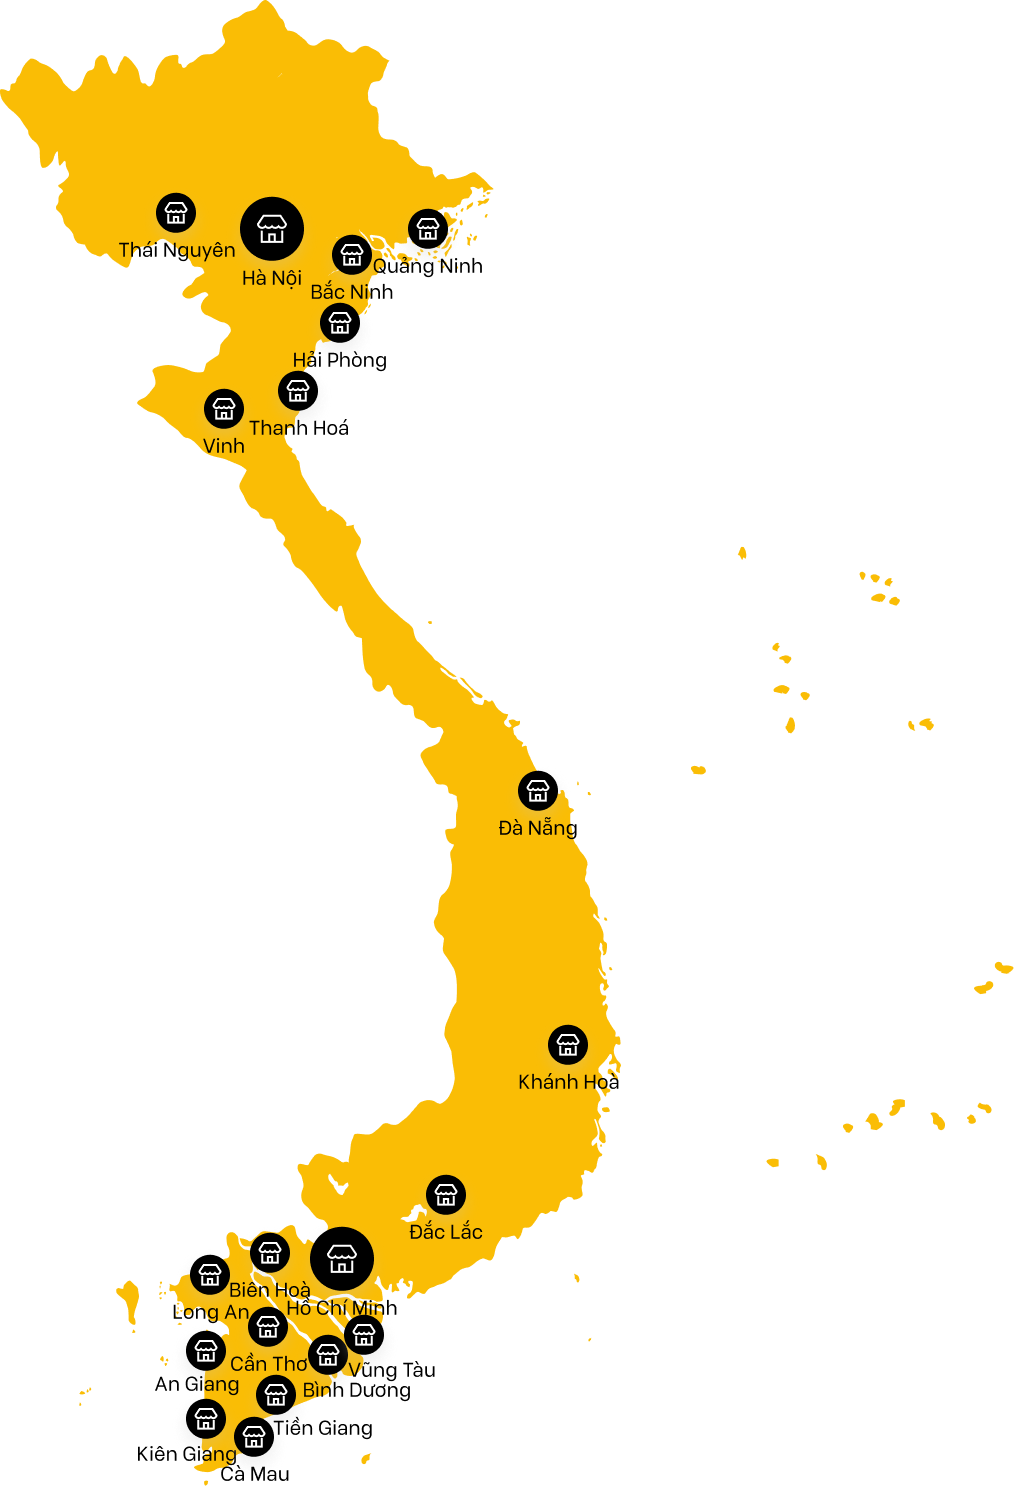 Thái Nguyên
Hà Nội
Quảng Ninh
Bắc Ninh
Hải Phòng
Thanh Hoá
Vinh
Đà Nẵng
Khánh Hoà
Đắc Lắc
Biên Hoà
Hồ Chí Minh
Long An
Cần Thơ
Vũng Tàu
An Giang
Bình Dương
Tiền Giang
Kiên Giang
Cà Mau